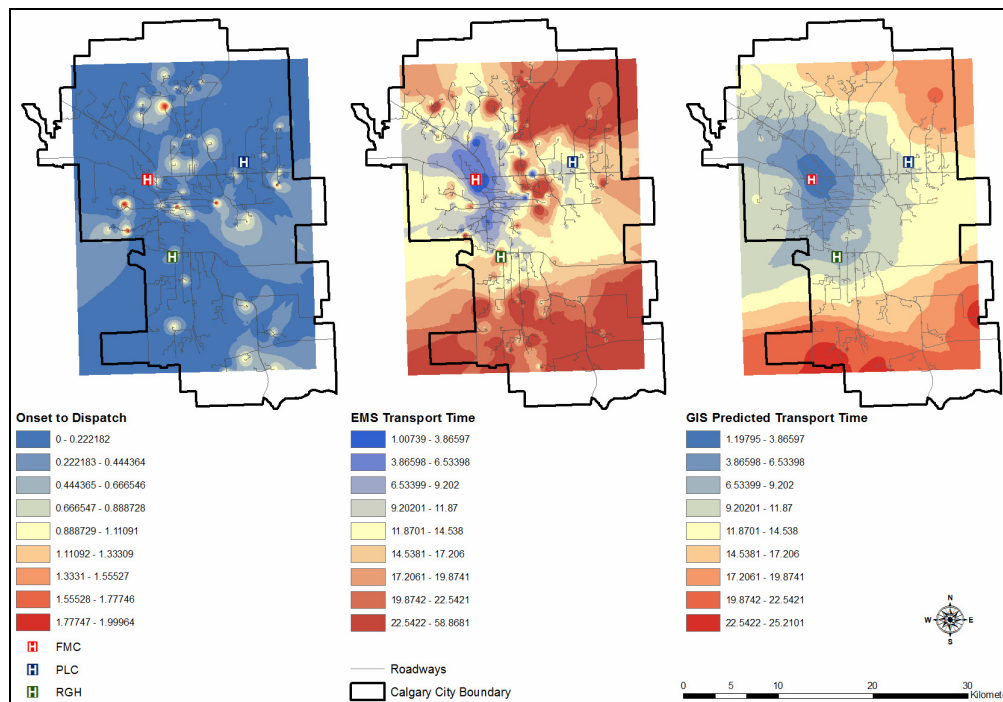 H
H
H
H
H
H
H
H
H
Onset to Dispatch
0 - 0.222182
0.222183 - 0.444364
0.444365 - 0.666546
0.666547 - 0.888728
0.888729 - 1.11091
1.11092 - 1.33309
1.3331 - 1.55527
1.55528 - 1.77746
1.77747 - 1.99964
H FMC
H PLC
H RGH
EMS Transport Time
1.00739 - 3.86597
3.86598 - 6.53398
6.53399 - 9.202
9.20201 - 11.87
11.8701 - 14.538
14.5381 - 17.206
17.2061 - 19.8741
19.8742 - 22.5421
22.5422 - 58.8681
Roadways
Calgary City Boundary
GIS Predicted Transport Time
1.19795 - 3.86597
3.86598 - 6.53398
6.53399 - 9.202
9.20201 - 11.87
11.8701 - 14.538
14.5381 - 17.206
17.2061 - 19.8741
19.8742 - 22.5421
22.5422 - 25.2101
N
W E
S
0 5 10 20 30
Kilomete